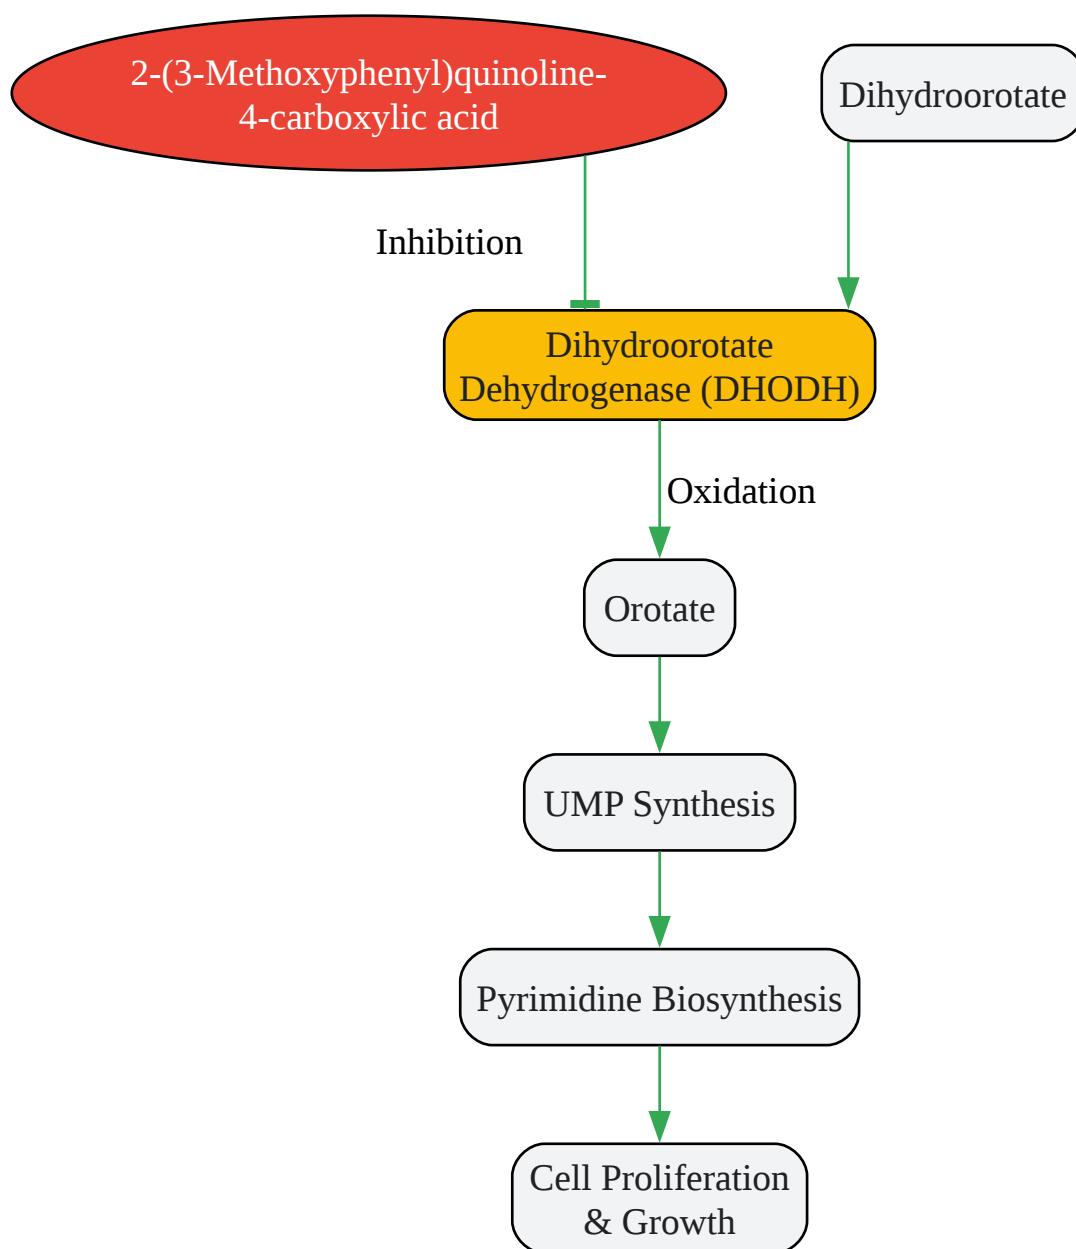 2-(3-Methoxyphenyl)quinoline-
4-carboxylic acid
Dihydroorotate
Inhibition
Dihydroorotate
Dehydrogenase (DHODH)
Oxidation
Orotate
UMP Synthesis
Pyrimidine Biosynthesis
Cell Proliferation
& Growth